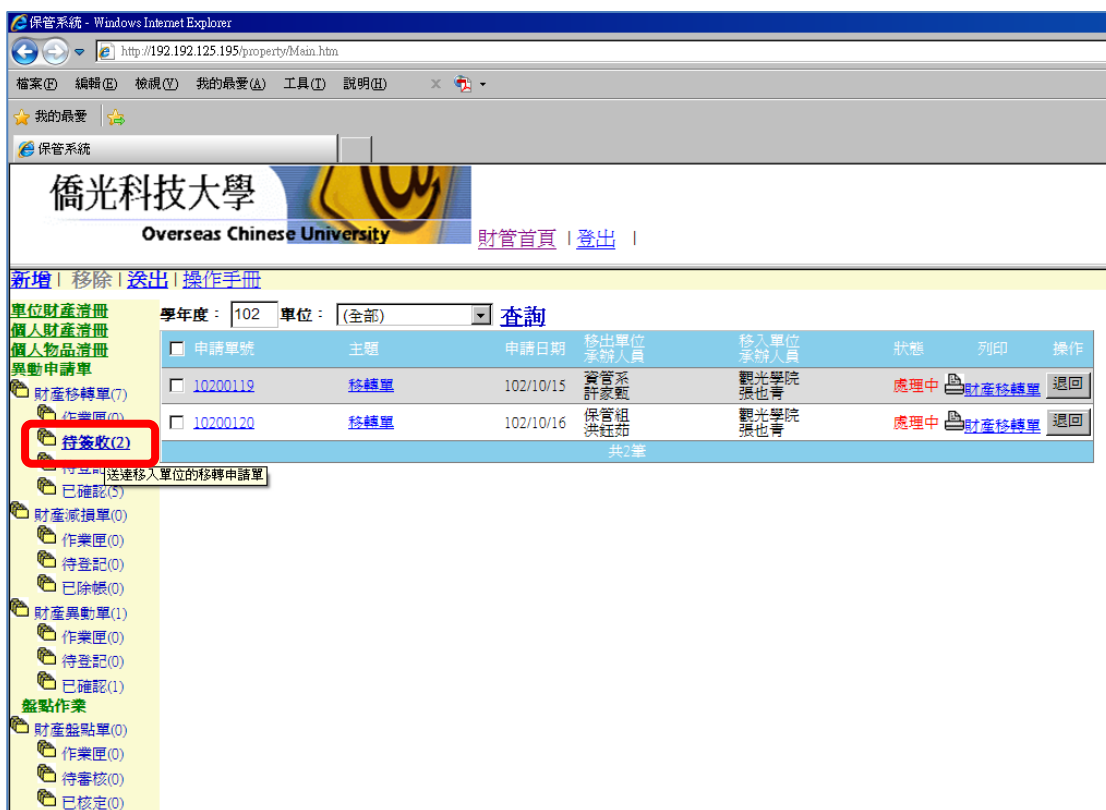 保管系統 - Windows Internet Explorer
http://192.192.125.195/property/Main.htm
檔案(F) 編輯(E) 檢視(V) 我的最愛(A) 工具(T) 說明(H)
我的最愛
保管系統
僑光科技大學
Overseas Chinese University
財管首頁 | 登出 |
新增 | 移除 | 送出 | 操作手冊
學年度： 102 單位： (全部) 查詢
申請單號 主題 申請日期 移出單位 承辦人員 移入單位 承辦人員 狀態 列印 操作
10200119 移轉單 102/10/15 資管系 許家甄 觀光學院 張也青 處理中 財產移轉單 退回
10200120 移轉單 102/10/16 保管組 洪鈺茹 觀光學院 張也青 處理中 財產移轉單 退回
共2筆
單位財產清冊
個人財產清冊
個人物品清冊
異動申請單
財產移轉單(7)
作業匣(0)
待簽收(2)
送達移入單位的移轉申請單
已確認(5)
財產減損單(0)
作業匣(0)
待登記(0)
已除帳(0)
財產異動單(1)
作業匣(0)
待登記(0)
已確認(1)
盤點作業
財產盤點單(0)
作業匣(0)
待審核(0)
已核定(0)